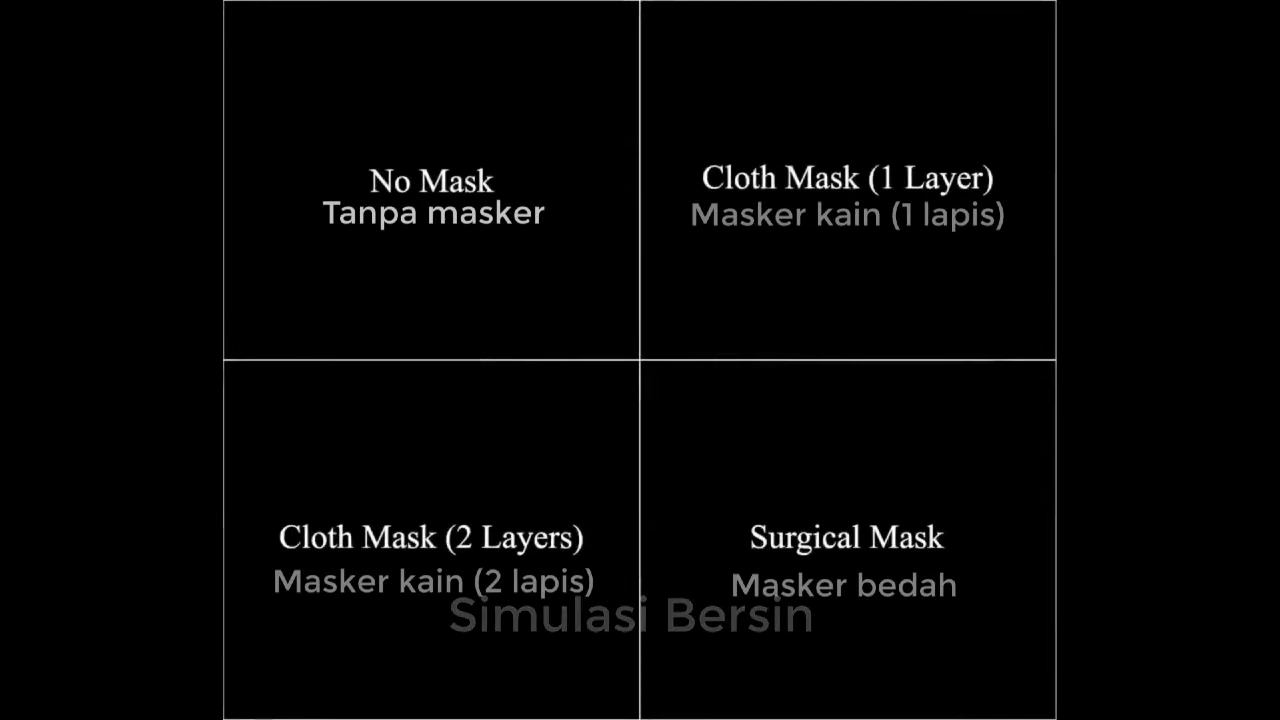 No Mask
Tanpa masker
Cloth Mask (1 Layer)
Masker kain (1 lapis)
Cloth Mask (2 Layers)
Masker kain (2 lapis)
Surgical Mask
Masker bedah
Simulasi Bersin